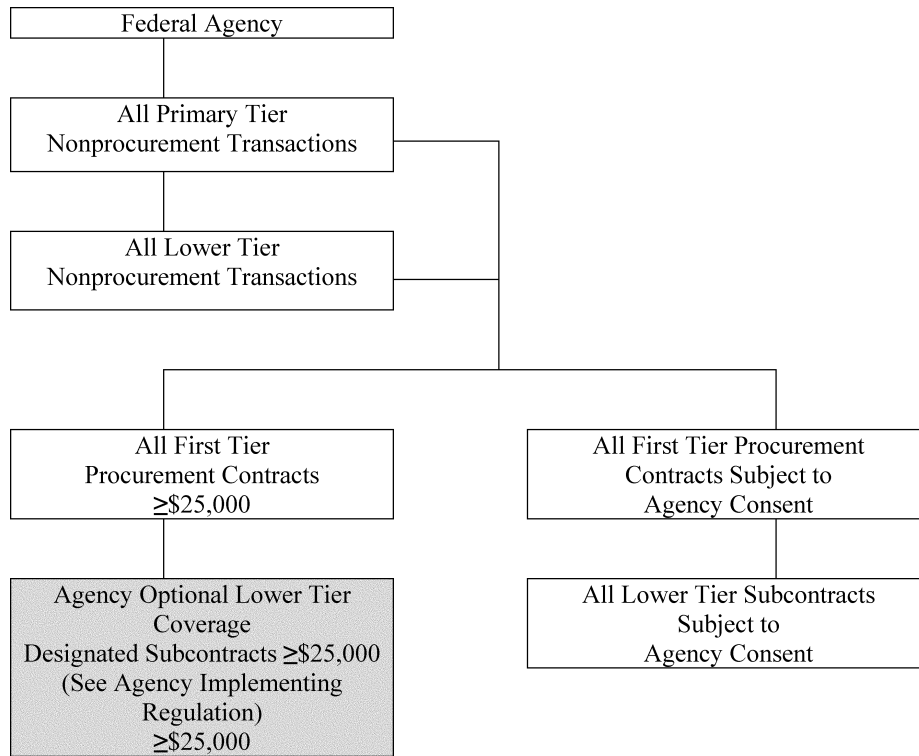 Federal Agency
All Primary Tier
Nonprocurement Transactions
All Lower Tier
Nonprocurement Transactions
All First Tier
Procurement Contracts
≥$25,000
All First Tier Procurement
Contracts Subject to
Agency Consent
Agency Optional Lower Tier
Coverage
Designated Subcontracts ≥$25,000
(See Agency Implementing
Regulation)
≥$25,000
All Lower Tier Subcontracts
Subject to
Agency Consent